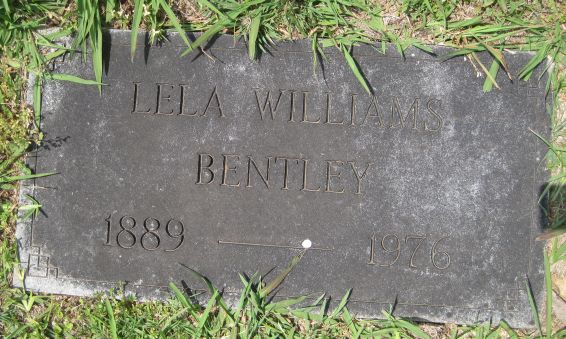 LELA WILLIAMS
BENTLEY
1889 — 1976